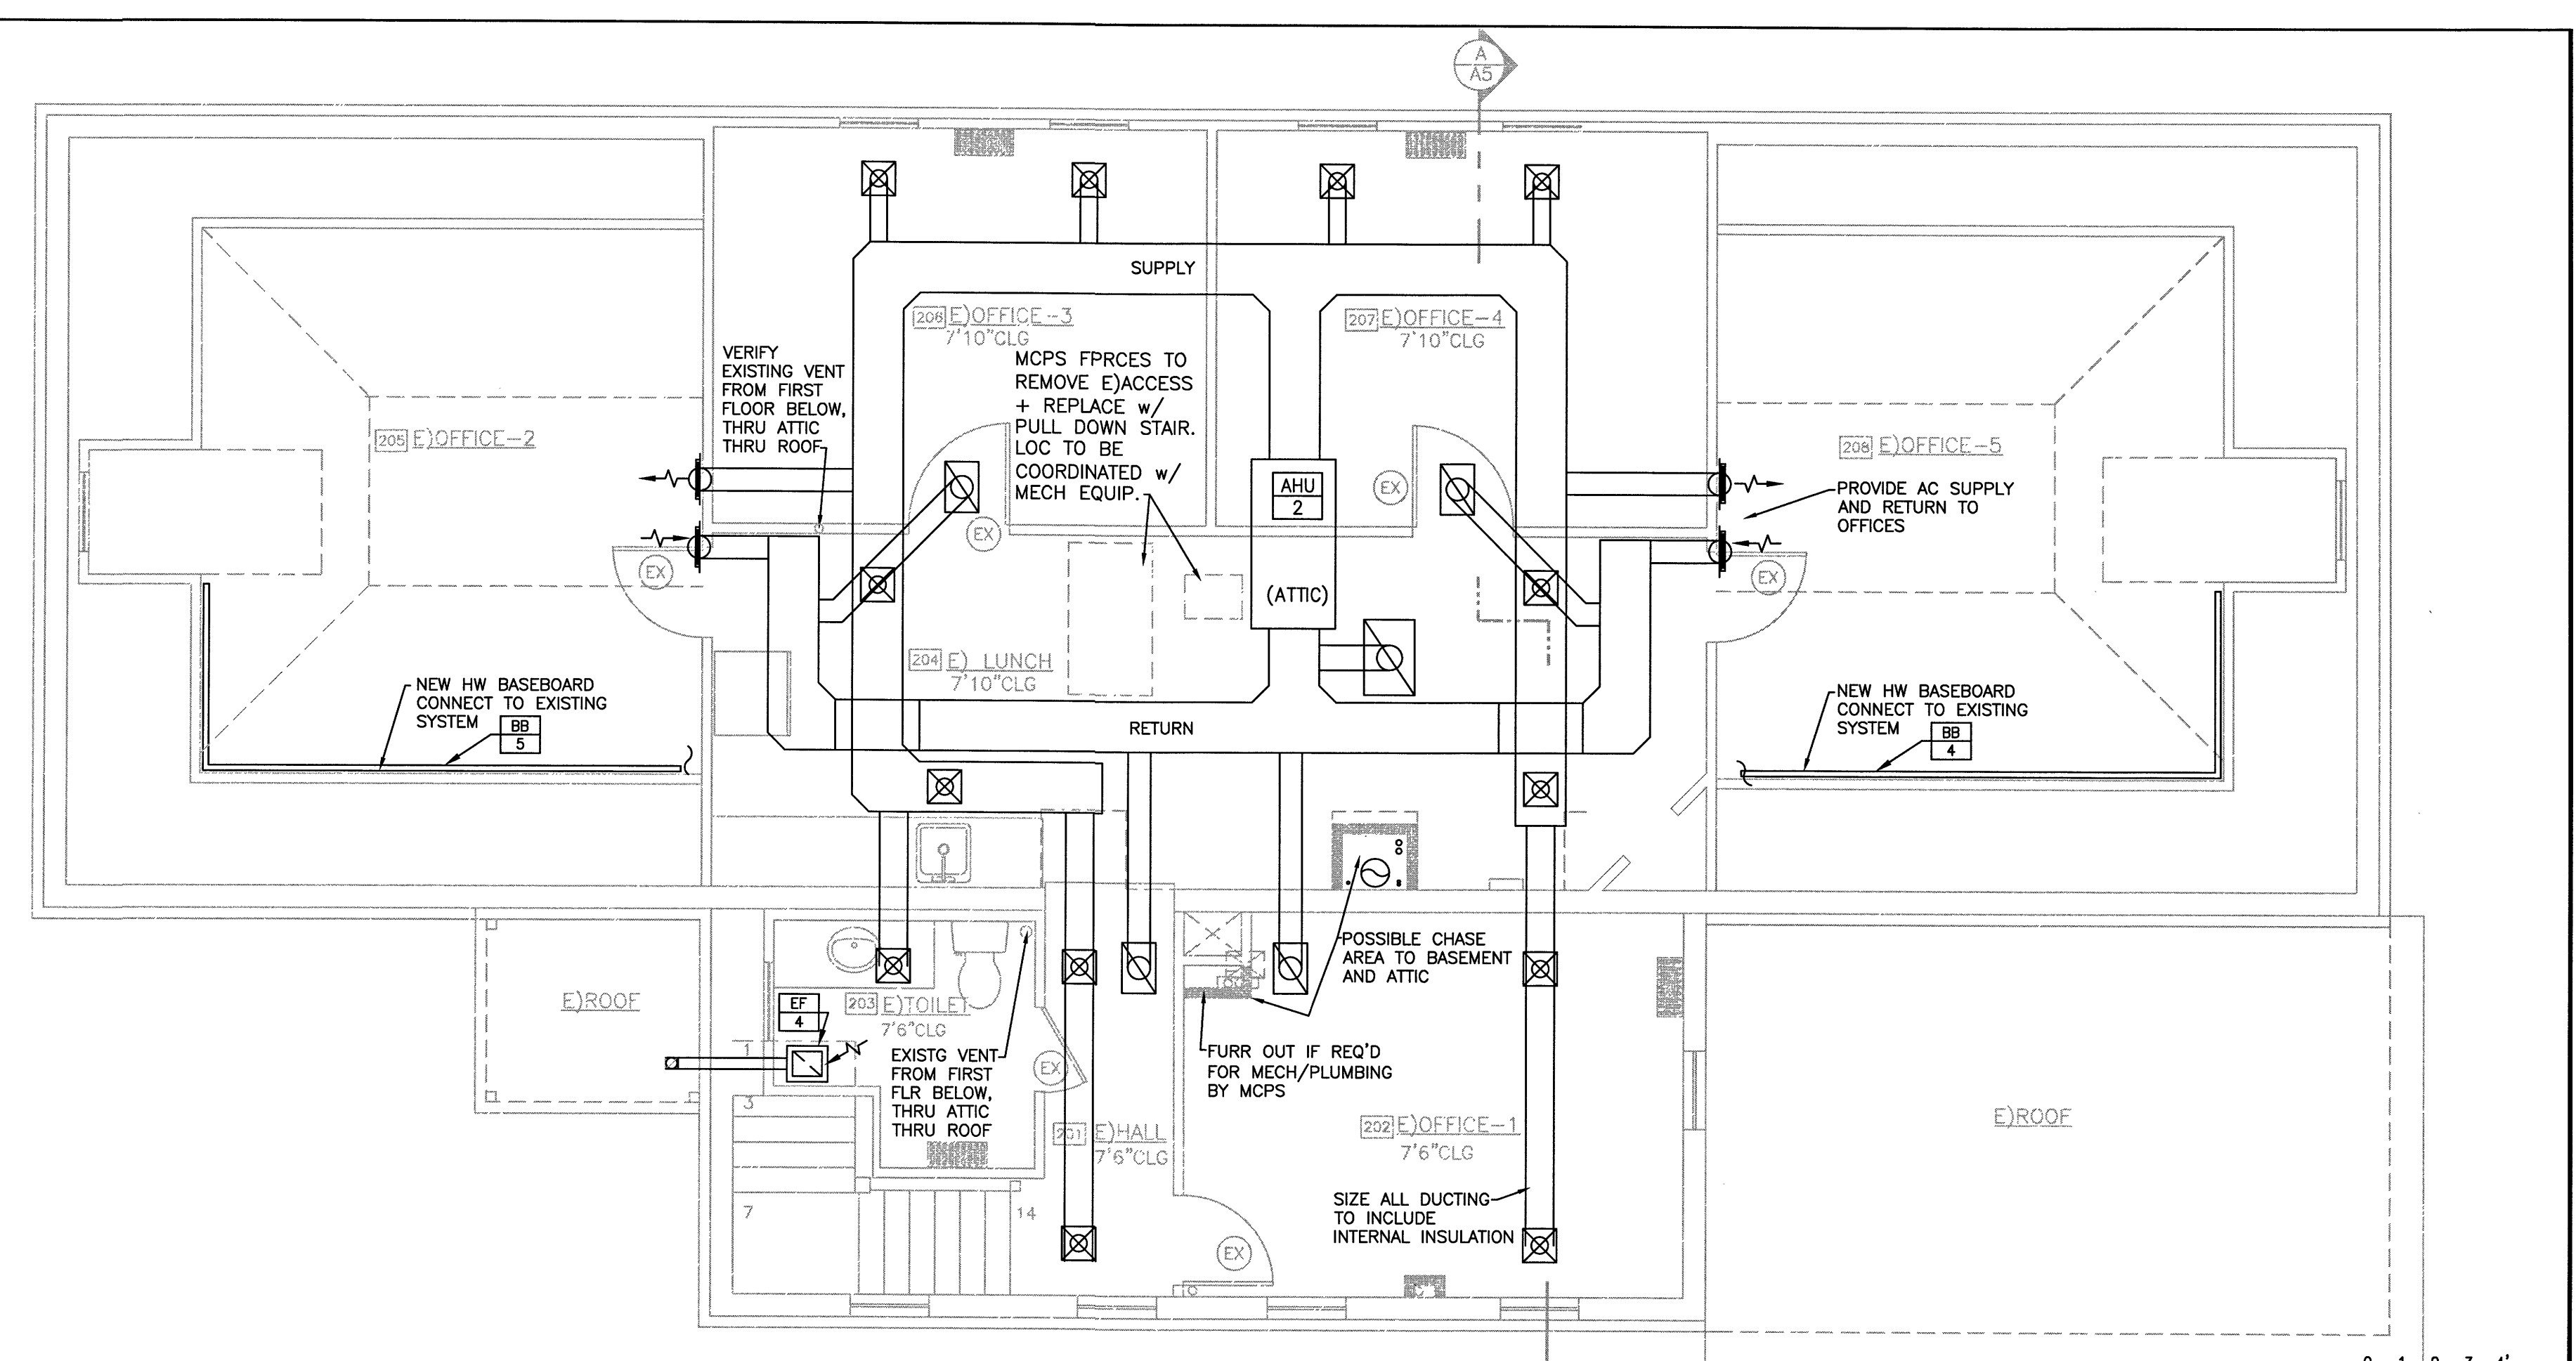 A
A5
SUPPLY
206 E)OFFICE-3
7'10"CLG
207 E)OFFICE-4
7'10"CLG
VERIFY
EXISTING VENT
FROM FIRST
FLOOR BELOW,
THRU ATTIC
THRU ROOF
MCPS FPRCES TO
REMOVE E)ACCESS
+ REPLACE w/
PULL DOWN STAIR.
LOC TO BE
COORDINATED w/
MECH EQUIP.
205 E)OFFICE-2
208 E)OFFICE-5
AHU
2
(ATTIC)
EX
EX
EX
EX
PROVIDE AC SUPPLY
AND RETURN TO
OFFICES
204 E) LUNCH
7'10"CLG
NEW HW BASEBOARD
CONNECT TO EXISTING
SYSTEM
BB
5
NEW HW BASEBOARD
CONNECT TO EXISTING
SYSTEM
BB
4
RETURN
POSSIBLE CHASE
AREA TO BASEMENT
AND ATTIC
E)ROOF
EF
4
203 E)TOILET
7'6"CLG
1
3
7
14
EXISTG VENT
FROM FIRST
FLR BELOW,
THRU ATTIC
THRU ROOF
EX
FURR OUT IF REQ'D
FOR MECH/PLUMBING
BY MCPS
201 E)HALL
7'6"CLG
202 E)OFFICE-1
7'6"CLG
E)ROOF
SIZE ALL DUCTING
TO INCLUDE
INTERNAL INSULATION
EX
0 1 2 3 4'